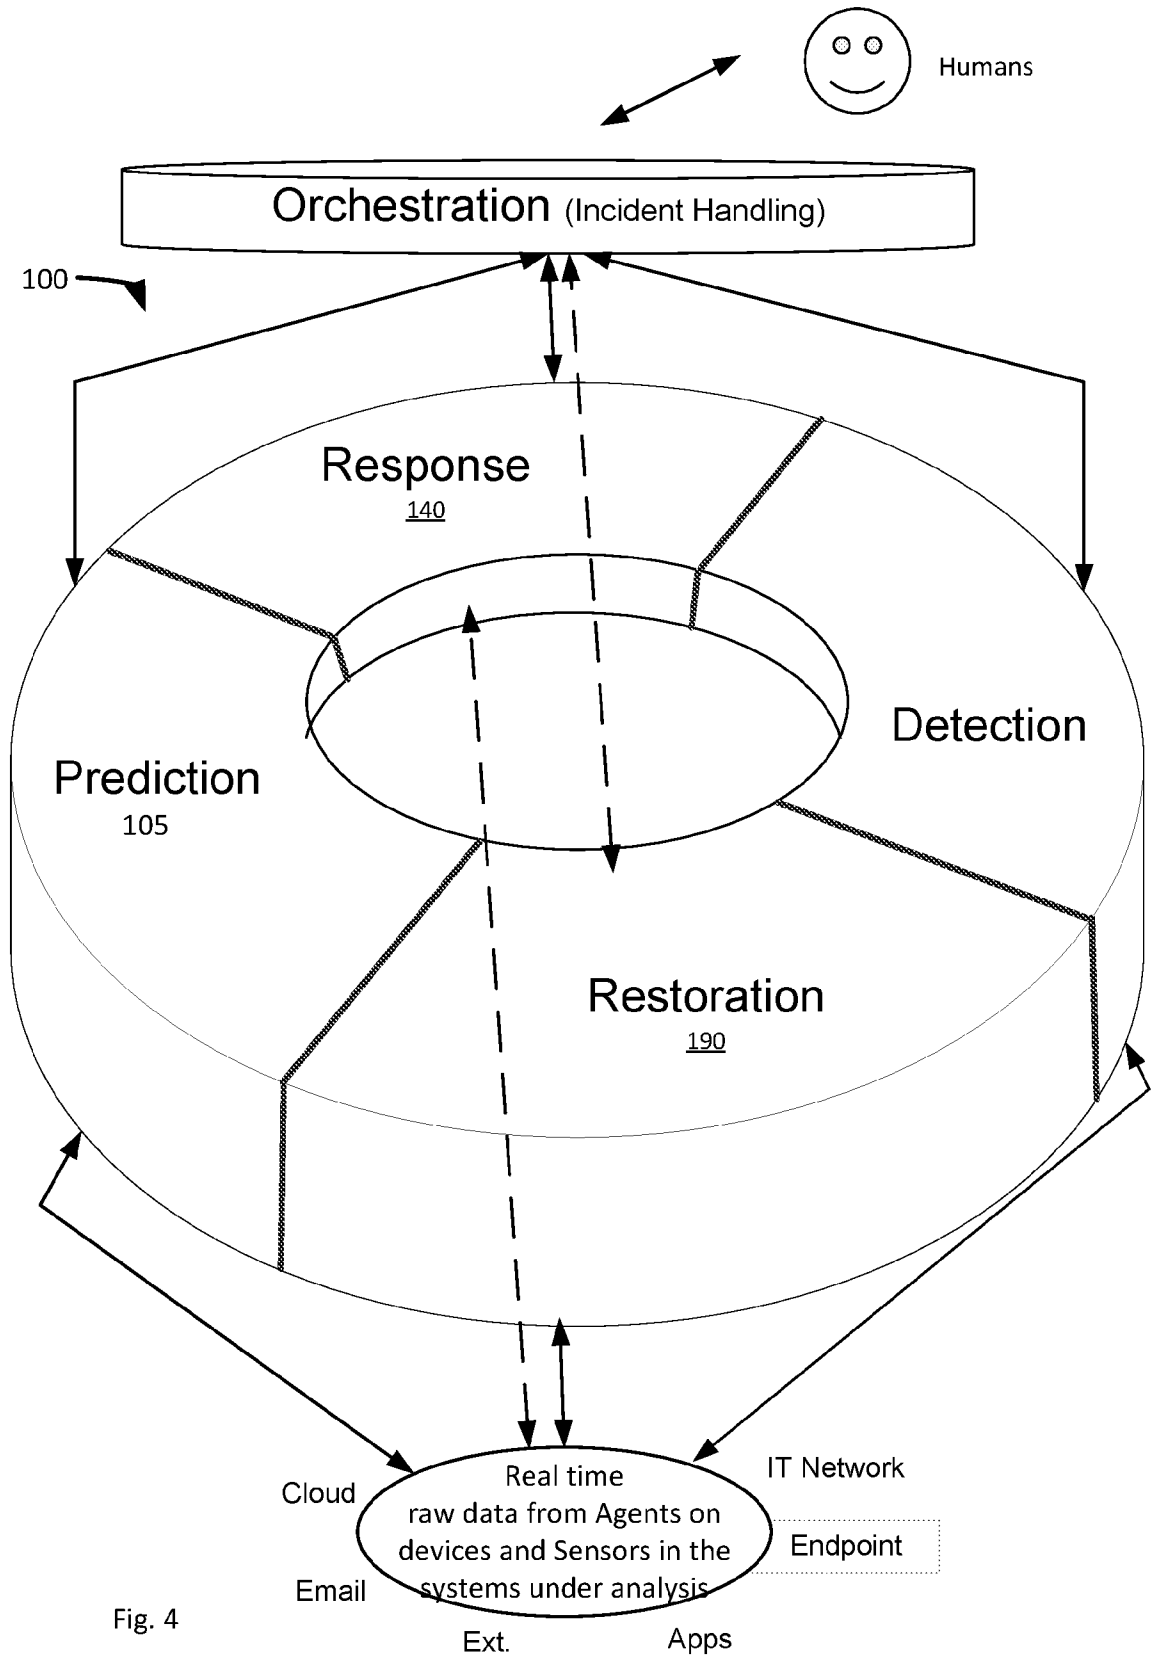 Humans
Orchestration (Incident Handling)
100
Response
140
Detection
Prediction
105
Restoration
190
IT Network
Cloud
Real time
raw data from Agents on
devices and Sensors in the
systems under analysis
Endpoint
Email
Fig. 4
Ext.
Apps